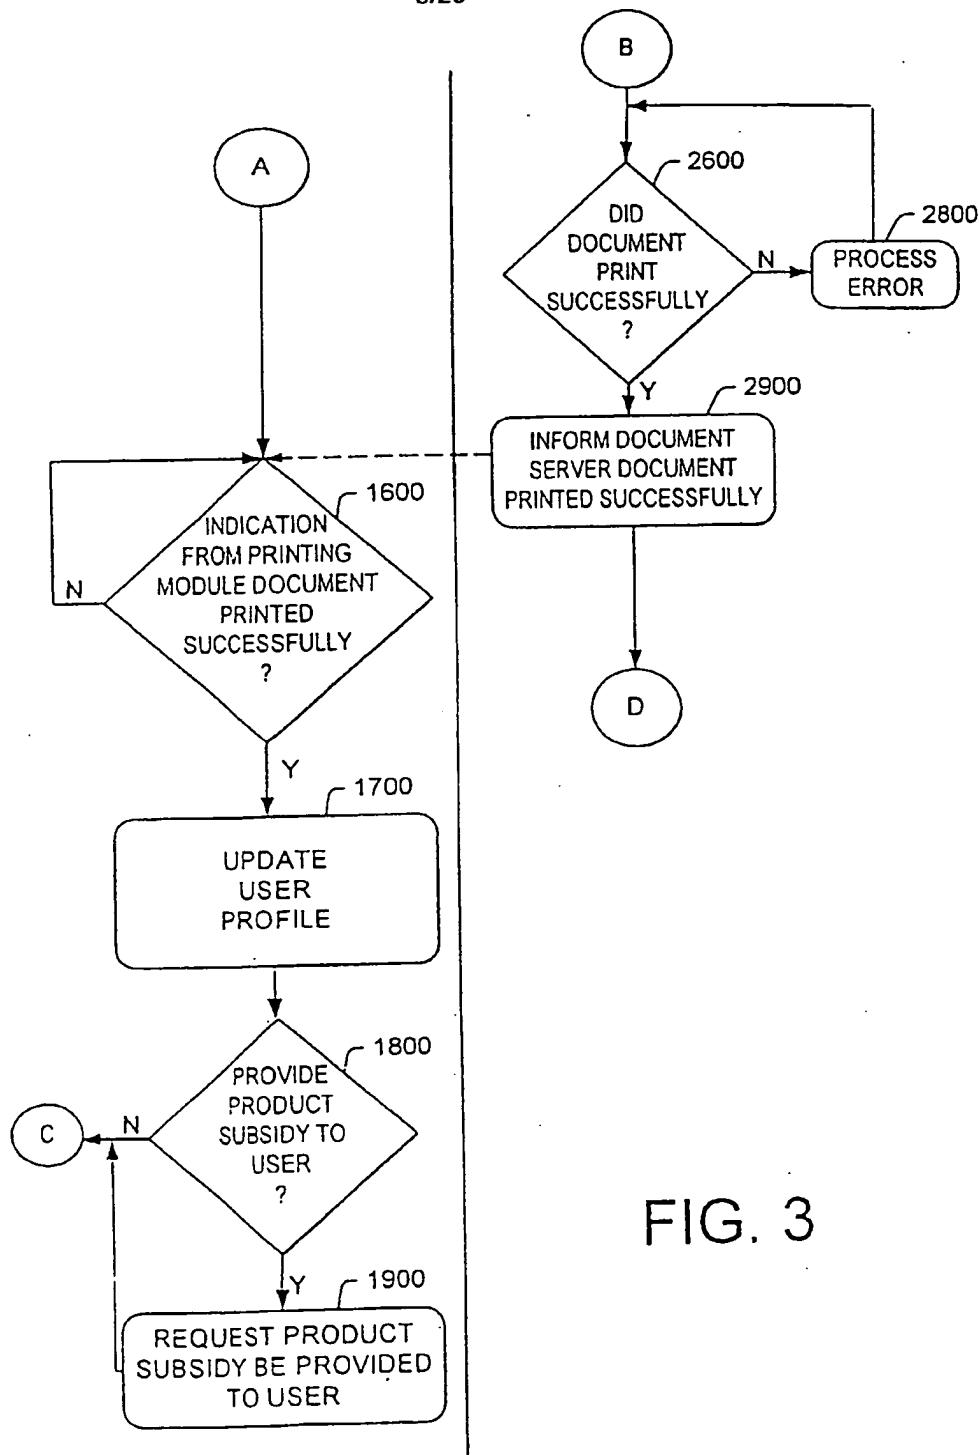 B
2600
DID
DOCUMENT
PRINT
SUCCESSFULLY
?
N
2800
PROCESS
ERROR
Y
2900
INFORM DOCUMENT
SERVER DOCUMENT
PRINTED SUCCESSFULLY
D
A
1600
INDICATION
FROM PRINTING
MODULE DOCUMENT
PRINTED
SUCCESSFULLY
?
N
Y
1700
UPDATE
USER
PROFILE
1800
PROVIDE
PRODUCT
SUBSIDY TO
USER
?
N
C
Y
1900
REQUEST PRODUCT
SUBSIDY BE PROVIDED
TO USER
FIG. 3